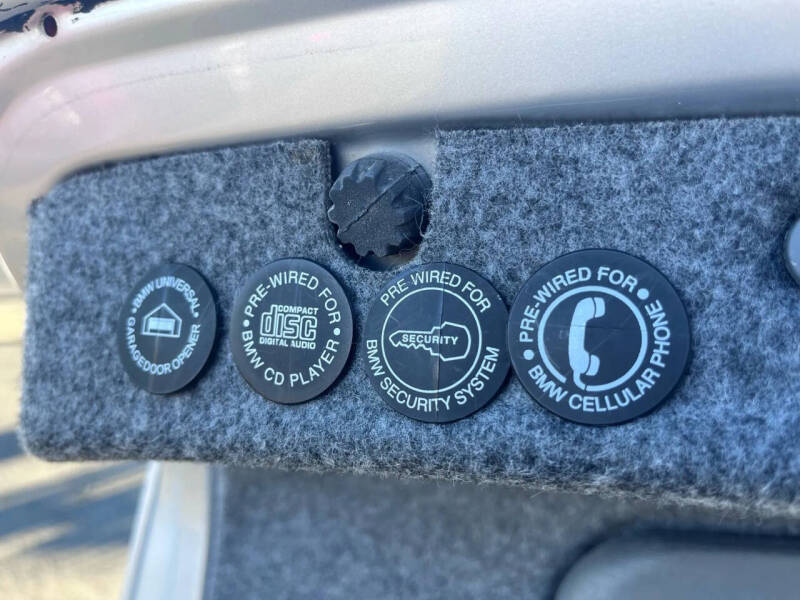 • BMW UNIVERSAL •
GARAGEDOOR OPENER
• PRE-WIRED FOR •
COMPACT
disc
DIGITAL AUDIO
BMW CD PLAYER
PRE WIRED FOR
SECURITY
BMW SECURITY SYSTEM
• PRE-WIRED FOR •
BMW CELLULAR PHONE